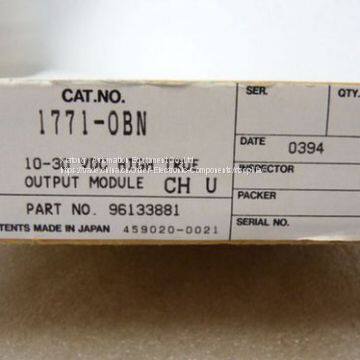 CAT.NO.
1771-OBN
10-30 VDC HIGH TRUE
OUTPUT MODULE CH U
PART NO. 96133881
TENTS MADE IN JAPAN 459020-0021
SER.
QTY.
DATE 0394
INSPECTOR
PACKER
SERIAL NO.